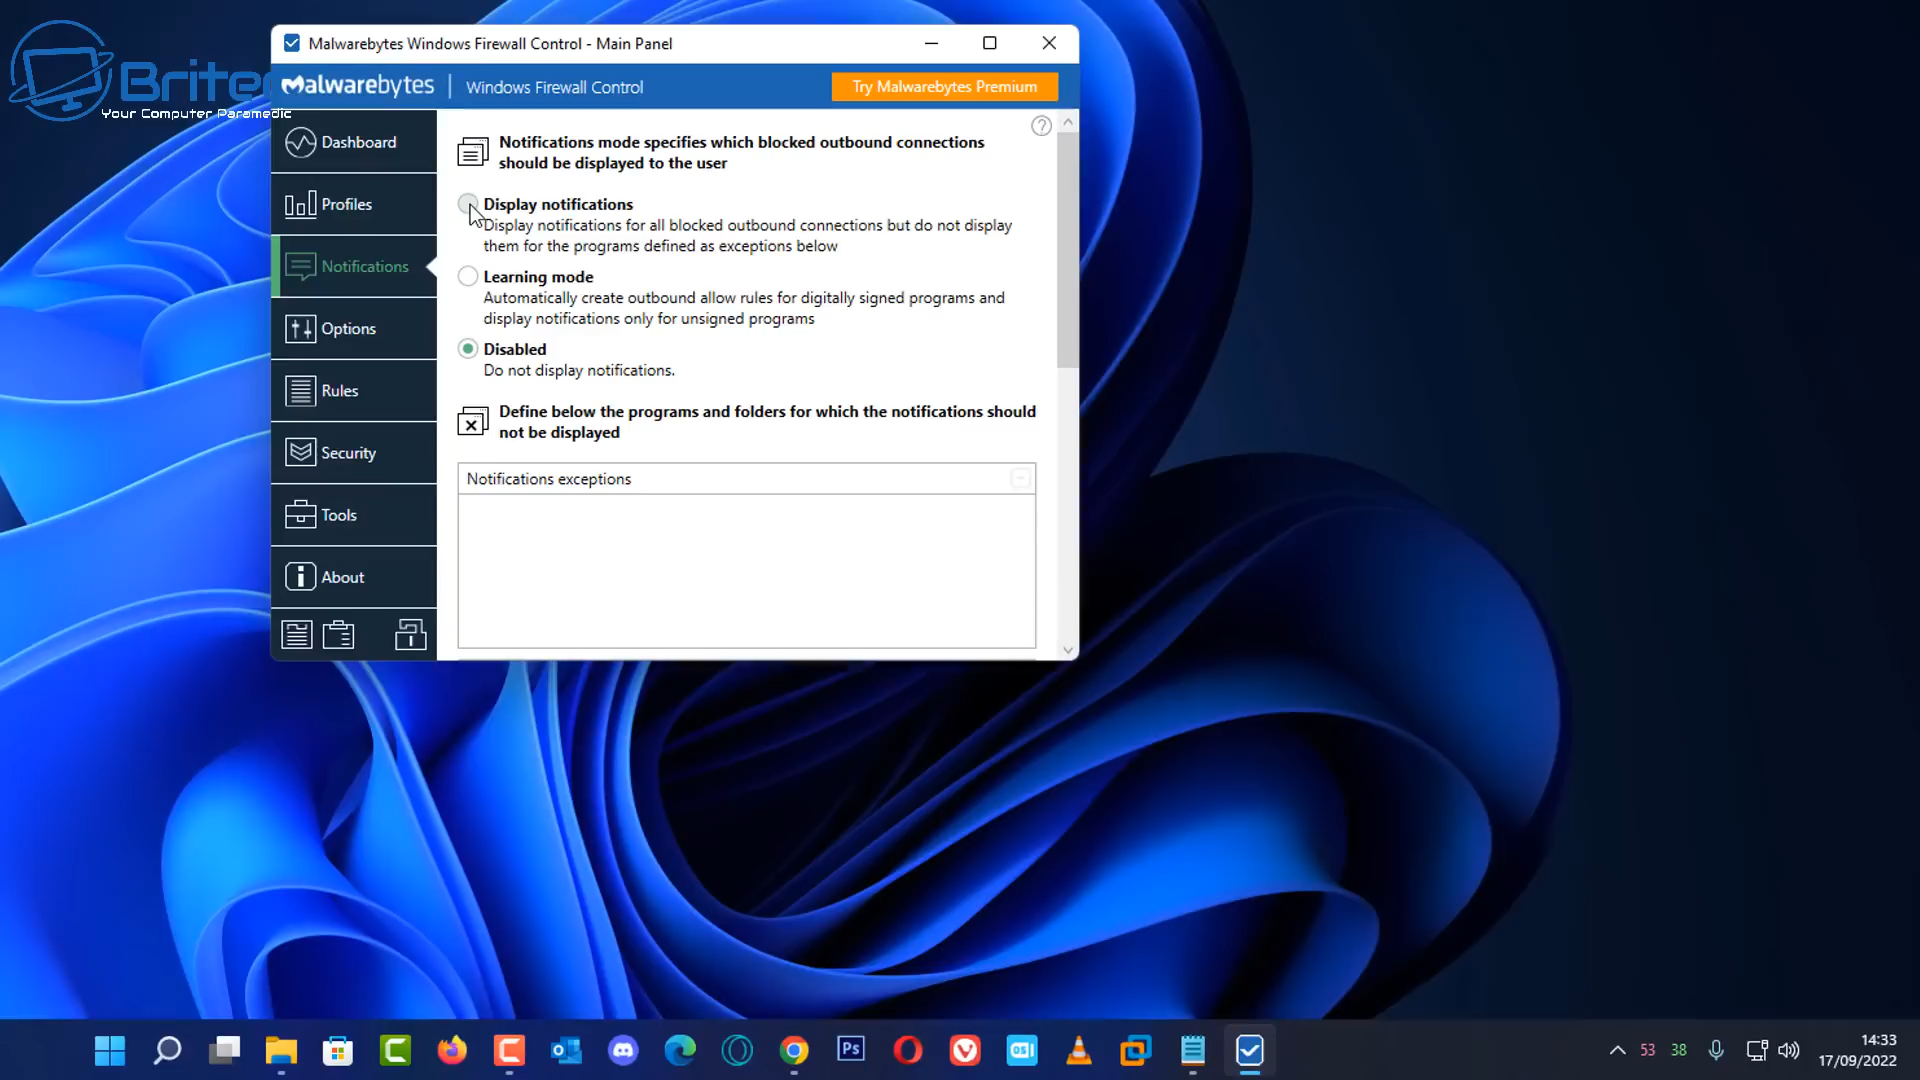 Malwarebytes Windows Firewall Control - Main Panel
Brite
Your Computer Paramedic
Malwarebytes | Windows Firewall Control
Try Malwarebytes Premium
Dashboard
Profiles
Notifications
Options
Rules
Security
Tools
About
Notifications mode specifies which blocked outbound connections
should be displayed to the user
Display notifications
Display notifications for all blocked outbound connections but do not display
them for the programs defined as exceptions below
Learning mode
Automatically create outbound allow rules for digitally signed programs and
display notifications only for unsigned programs
Disabled
Do not display notifications.
Define below the programs and folders for which the notifications should
not be displayed
Notifications exceptions
Ps
OS!
53 38
14:33
17/09/2022